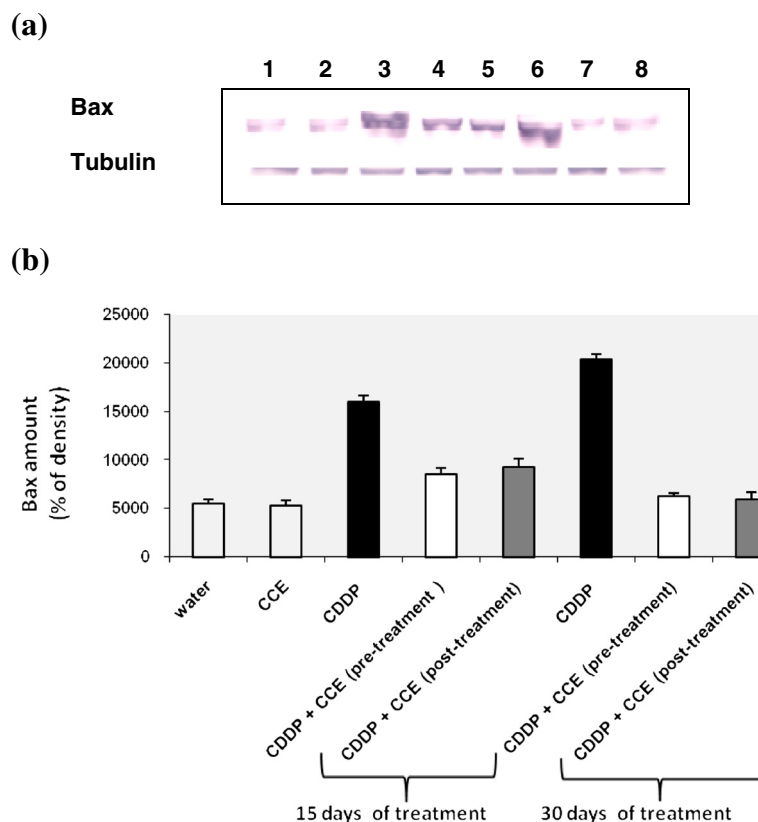 (a)
1 2 3 4 5 6 7 8
Bax
Tubulin
(b)
25000
20000
15000
10000
5000
0
Bax amount
(% of density)
water
CCE
CDDP
CDDP + CCE (pre-treatment )
CDDP + CCE (post-treatment)
CDDP
CDDP + CCE (pre-treatment)
CDDP + CCE (post-treatment)
15 days of treatment
30 days of treatment